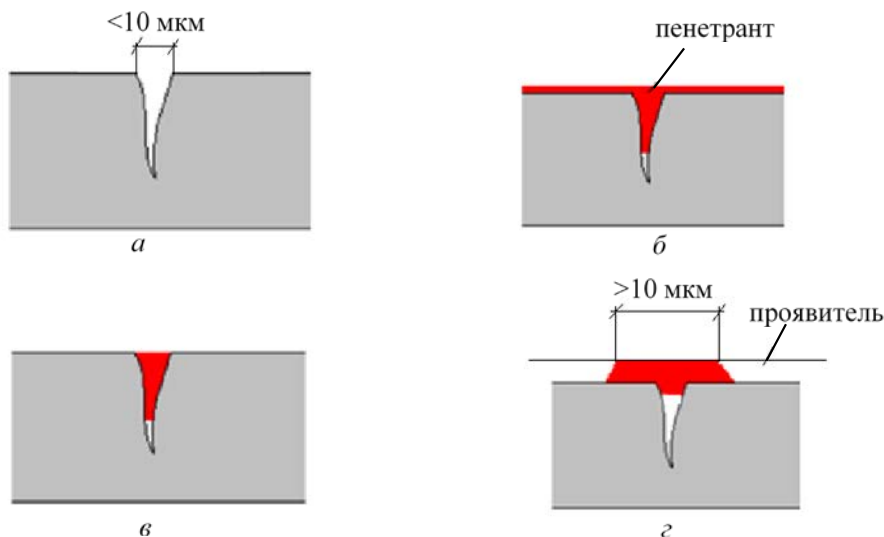 <10 мкм
пенетрант
а
б
>10 мкм
проявитель
в
г